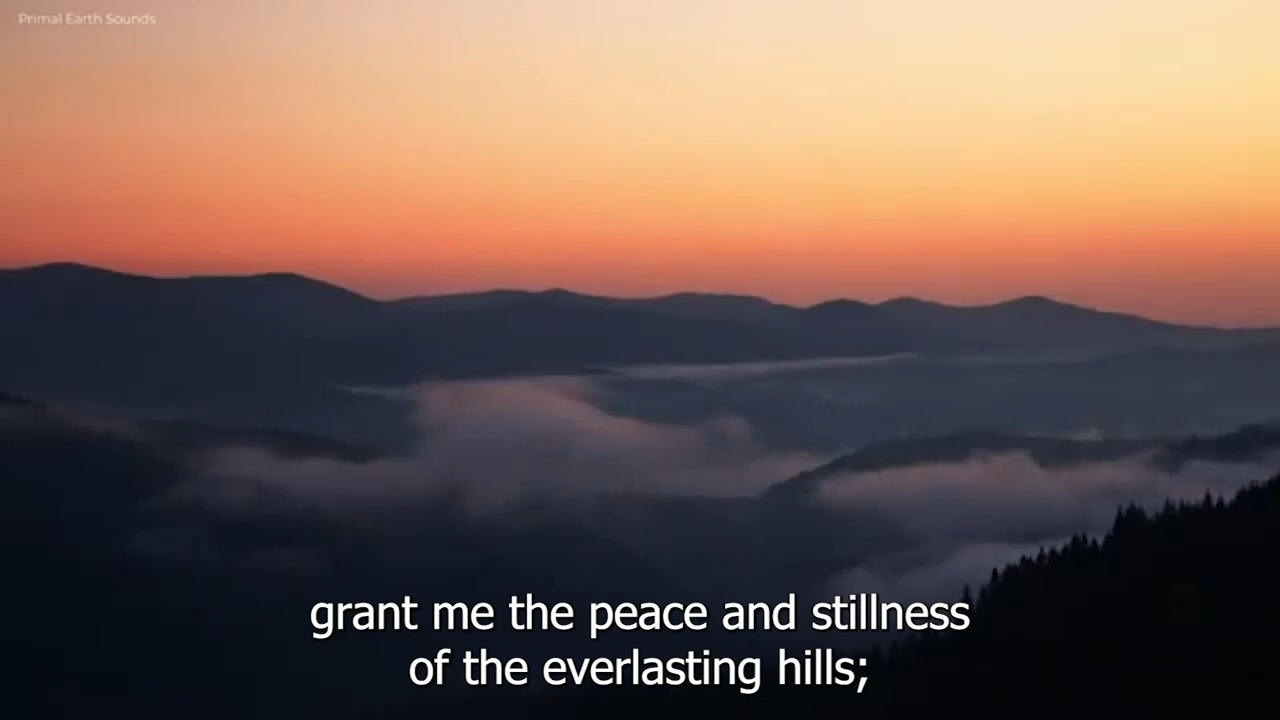 Primal Earth Sounds
grant me the peace and stillness
of the everlasting hills;